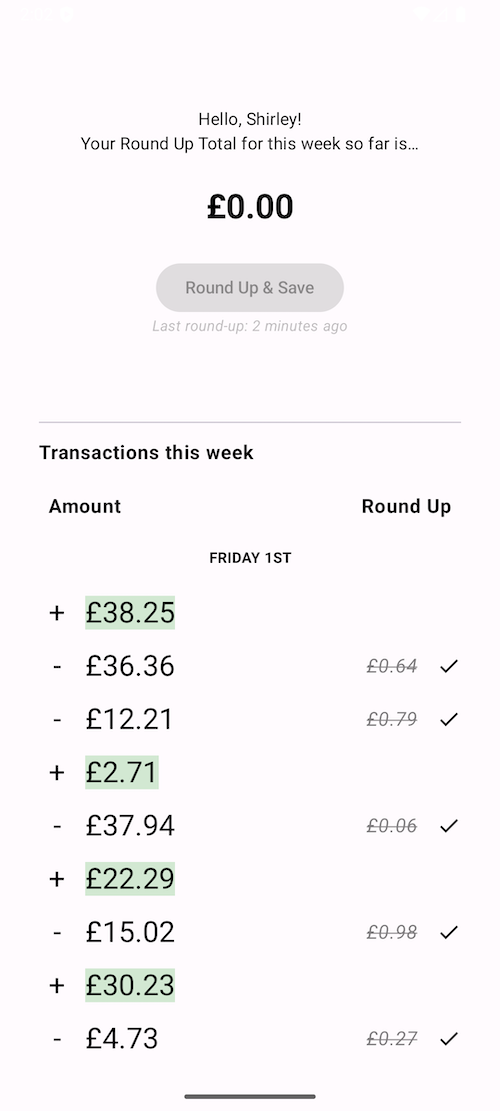 Hello, Shirley!
Your Round Up Total for this week so far is...
£0.00
Round Up & Save
Last round-up: 2 minutes ago
Transactions this week
Amount Round Up
FRIDAY 1ST
+ £38.25
- £36.36 £0.64
- £12.21 £0.79
+ £2.71
- £37.94 £0.06
+ £22.29
- £15.02 £0.98
+ £30.23
- £4.73 £0.27